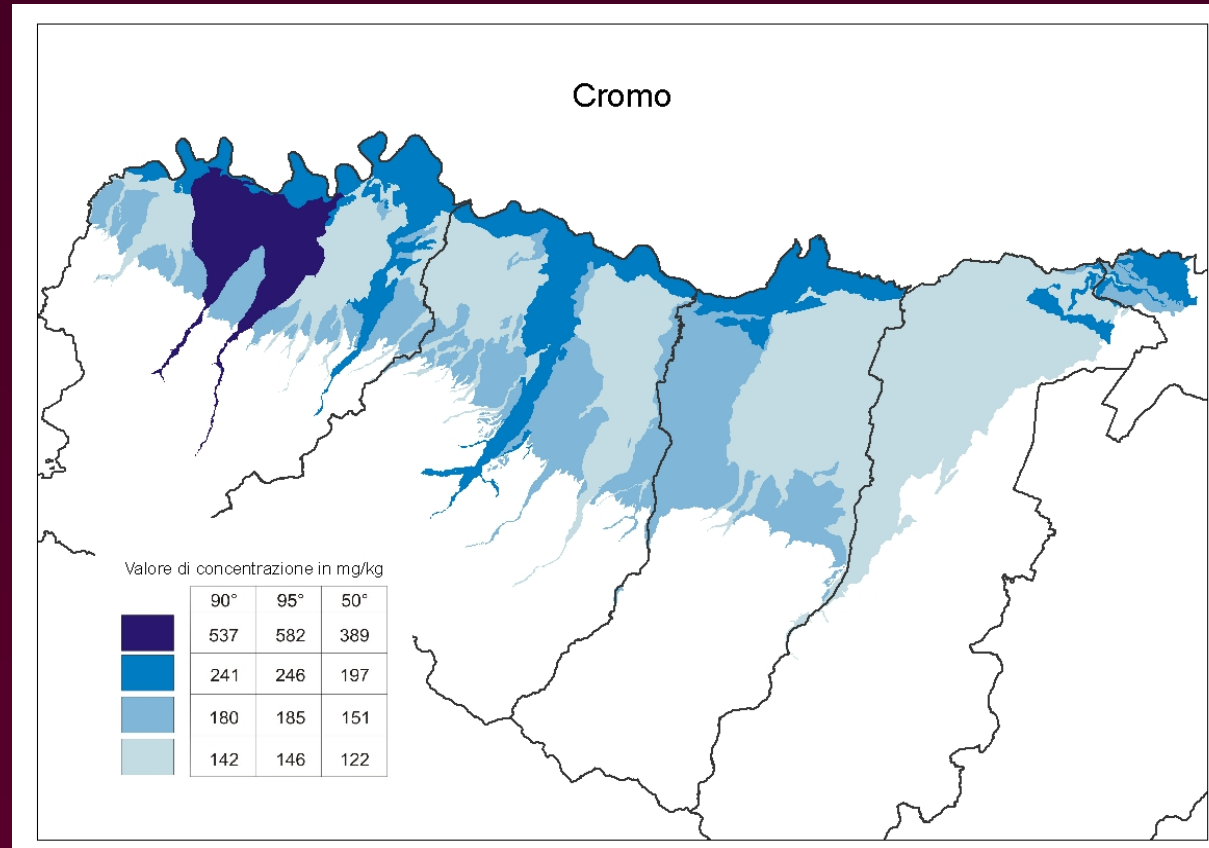 Cromo
Valore di concentrazione in mg/kg
90° 95° 50°
537 582 389
241 246 197
180 185 151
142 146 122